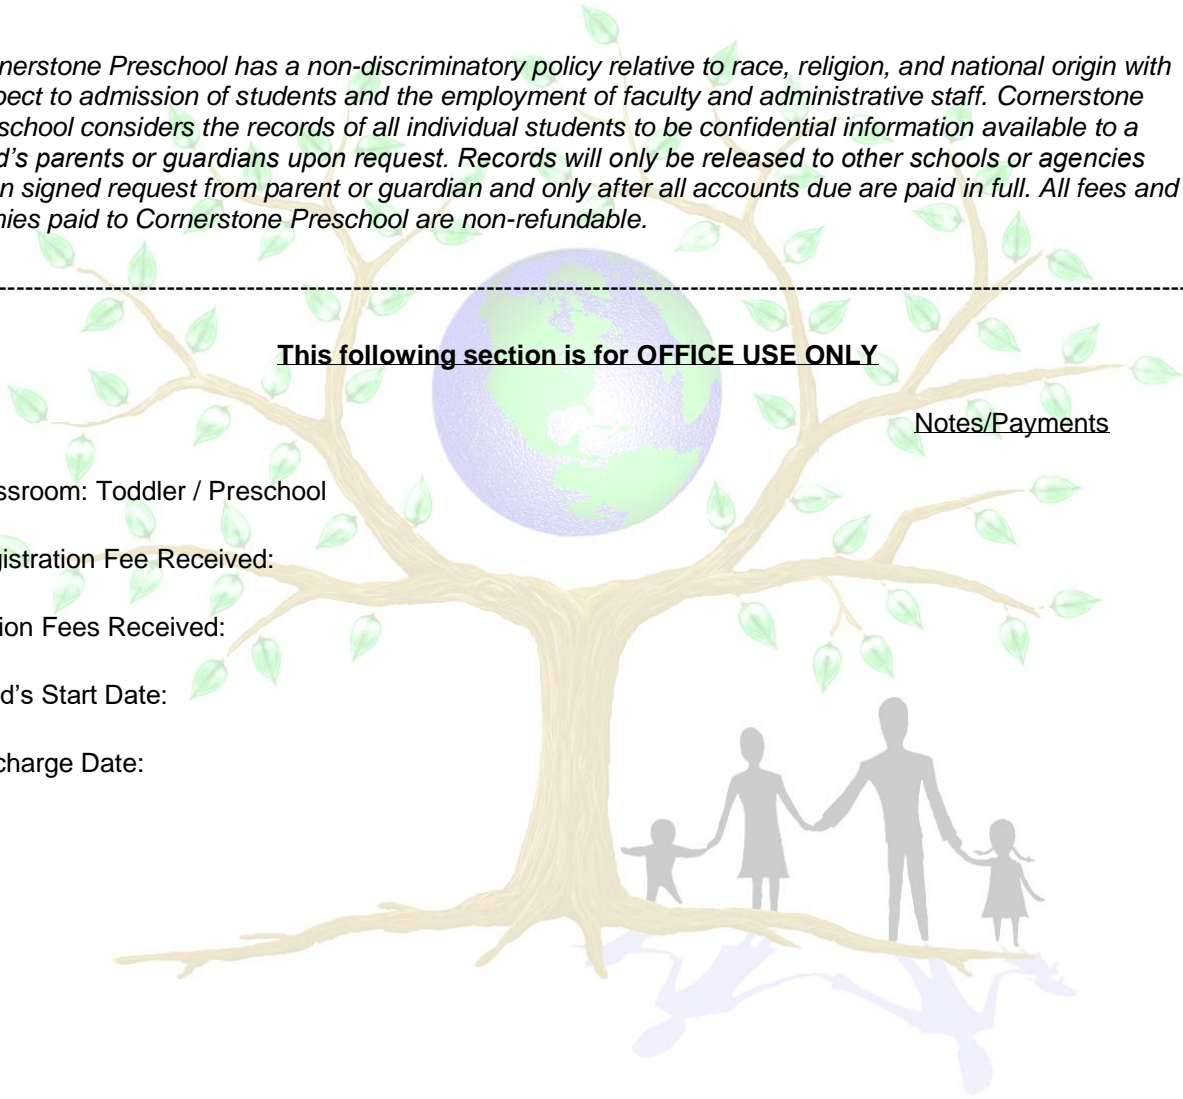 nerstone Preschool has a non-discriminatory policy relative to race, religion, and national origin with
pect to admission of students and the employment of faculty and administrative staff. Cornerstone
school considers the records of all individual students to be confidential information available to a
d's parents or guardians upon request. Records will only be released to other schools or agencies
n signed request from parent or guardian and only after all accounts due are paid in full. All fees and
nies paid to Cornerstone Preschool are non-refundable.
This following section is for OFFICE USE ONLY
Notes/Payments
ssroom: Toddler / Preschool
gistration Fee Received:
ion Fees Received:
d's Start Date:
charge Date: